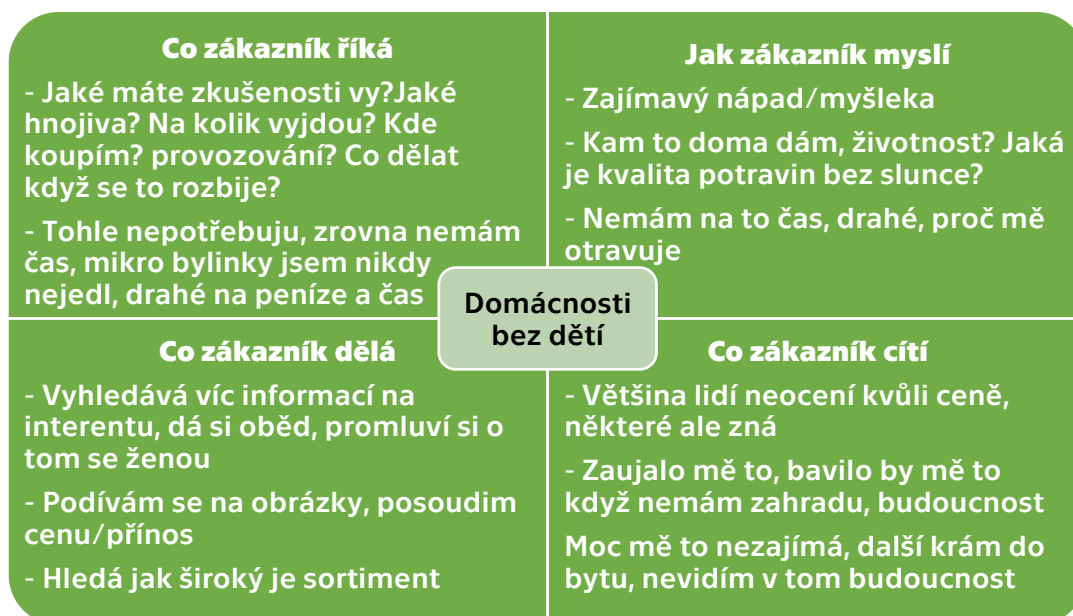 Co zákazník říká
- Jaké máte zkušenosti vy?Jaké
hnojiva? Na kolik vyjdou? Kde
koupím? provozování? Co dělat
když se to rozbije?
- Tohle nepotřebuju, zrovna nemám
čas, mikro bylinky jsem nikdy
nejedl, drahé na peníze a čas
Jak zákazník myslí
- Zajímavý nápad/myšleka
- Kam to doma dám, životnost? Jaká
je kvalita potravin bez slunce?
- Nemám na to čas, drahé, proč mě
otravuje
Domácnosti
bez dětí
Co zákazník dělá
- Vyhledává víc informací na
interentu, dá si oběd, promluví si o
tom se ženou
- Podívám se na obrázky, posoudim
cenu/přínos
- Hledá jak široký je sortiment
Co zákazník cítí
- Většina lidí neocení kvůli ceně,
některé ale zná
- Zaujalo mě to, bavilo by mě to
když nemám zahradu, budoucnost
Moc mě to nezajímá, další krám do
bytu, nevidím v tom budoucnost